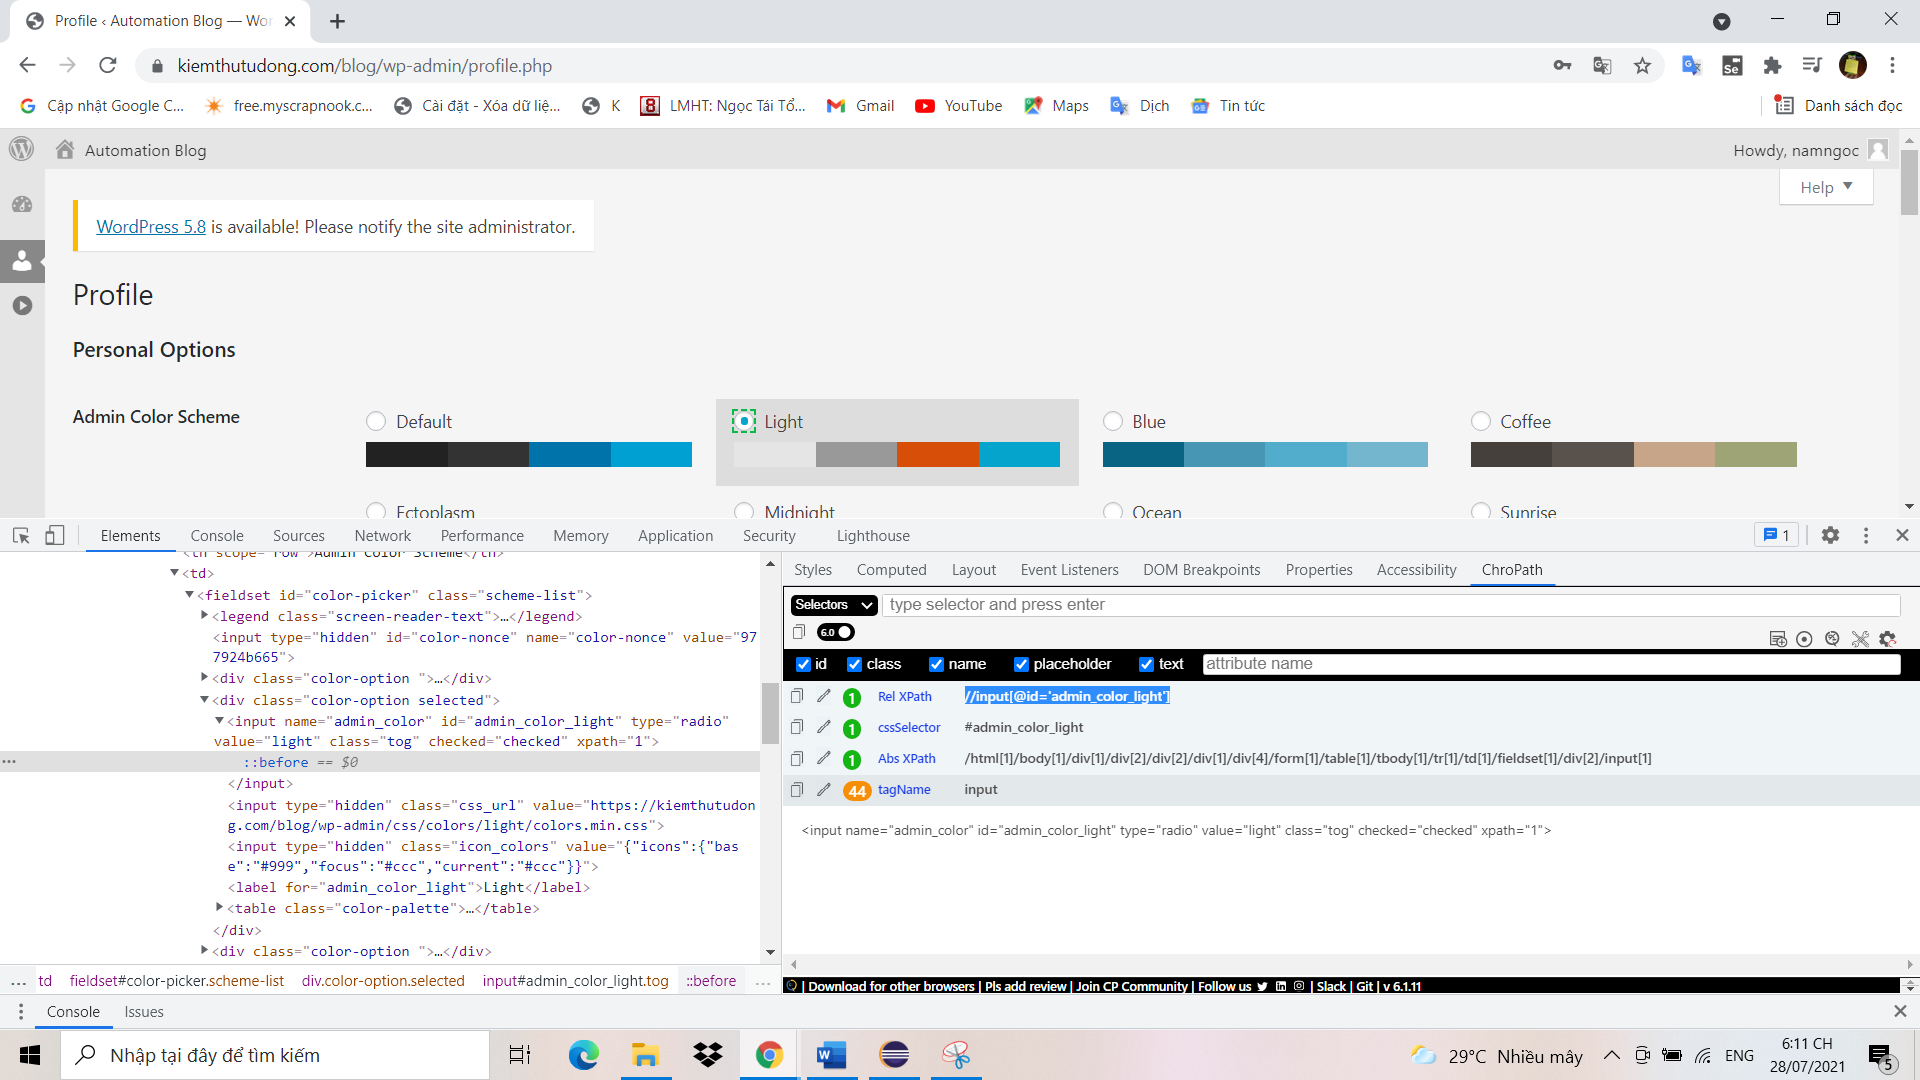 Profile ‹ Automation Blog — Wor
kiemthutudong.com/blog/wp-admin/profile.php
Cập nhật Google C... free.myscrapnook.c... Cài đặt - Xóa dữ liệ... K LMHT: Ngọc Tái Tổ... Gmail YouTube Maps Dịch Tin tức Danh sách đọc
Automation Blog Howdy, namngoc
Help
WordPress 5.8 is available! Please notify the site administrator.
Profile
Personal Options
Admin Color Scheme Default Light Blue Coffee
Ectoplasm Midnight Ocean Sunrise
Elements Console Sources Network Performance Memory Application Security Lighthouse 1
<th scope="row">Admin Color Scheme</th>
<td>
<fieldset id="color-picker" class="scheme-list">
<legend class="screen-reader-text">…</legend>
<input type="hidden" id="color-nonce" name="color-nonce" value="97
7924b665">
<div class="color-option ">…</div>
<div class="color-option selected">
<input name="admin_color" id="admin_color_light" type="radio"
value="light" class="tog" checked="checked" xpath="1">
... ::before == $0
</input>
<input type="hidden" class="css_url" value="https://kiemthutudon
g.com/blog/wp-admin/css/colors/light/colors.min.css">
<input type="hidden" class="icon_colors" value="{"icons":{"bas
e":"#999","focus":"#ccc","current":"#ccc"}}">
<label for="admin_color_light">Light</label>
<table class="color-palette">…</table>
</div>
<div class="color-option ">…</div>
... td fieldset#color-picker.scheme-list div.color-option.selected input#admin_color_light.tog ::before ...
Styles Computed Layout Event Listeners DOM Breakpoints Properties Accessibility ChroPath
Selectors type selector and press enter
6.0
id class name placeholder text attribute name
1 Rel XPath //input[@id='admin_color_light']
1 cssSelector #admin_color_light
1 Abs XPath /html[1]/body[1]/div[1]/div[2]/div[2]/div[1]/div[4]/form[1]/table[1]/tbody[1]/tr[1]/td[1]/fieldset[1]/div[2]/input[1]
44 tagName input
<input name="admin_color" id="admin_color_light" type="radio" value="light" class="tog" checked="checked" xpath="1">
| Download for other browsers | Pls add review | Join CP Community | Follow us | Slack | Git | v 6.1.11
Console Issues
Nhập tại đây để tìm kiếm
29°C Nhiều mây ENG
6:11 CH
28/07/2021
5